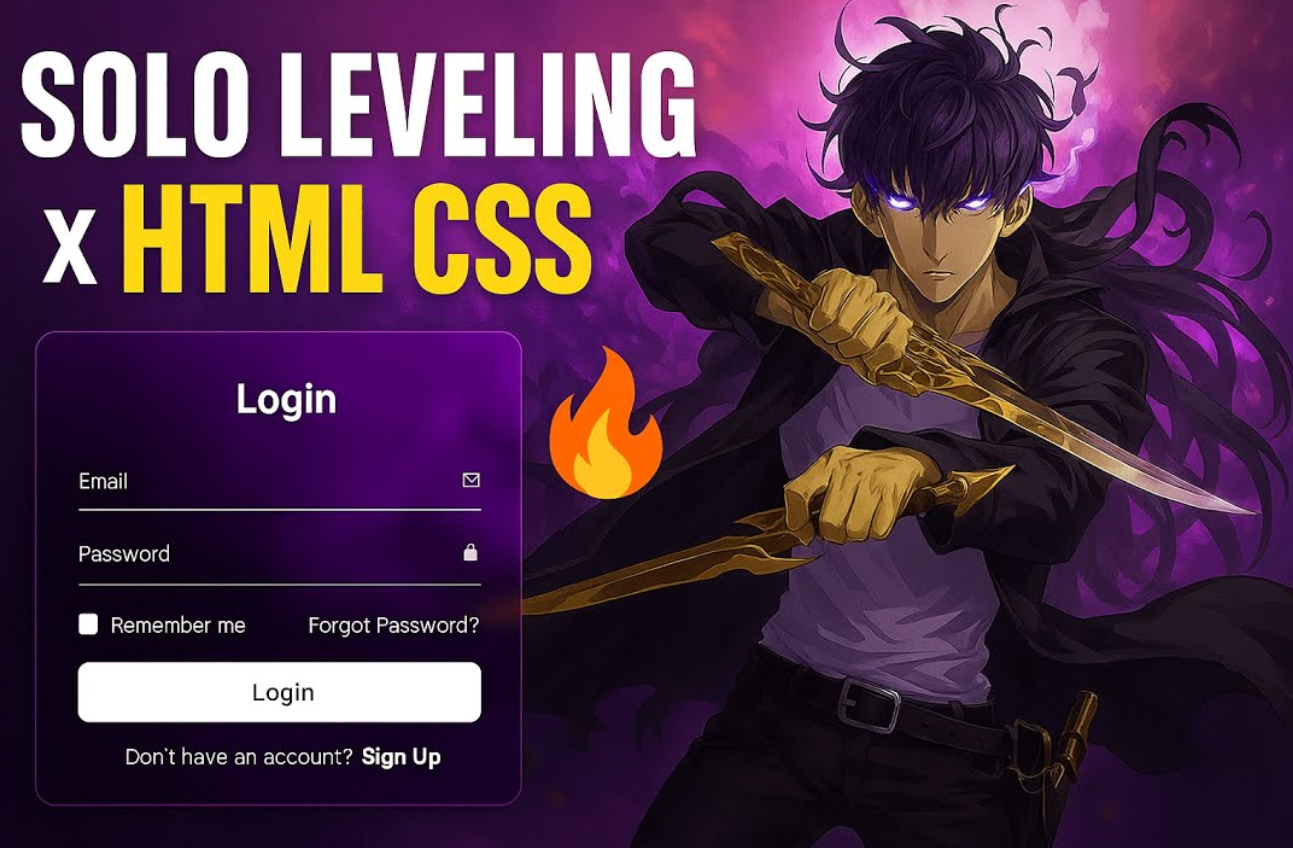 SOLO LEVELING
x HTML CSS
Login
Email
Password
Remember me Forgot Password?
Login
Don't have an account? Sign Up